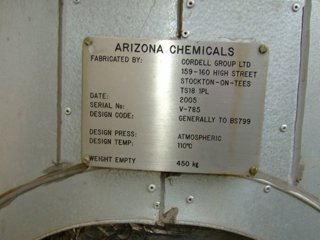 ARIZONA CHEMICALS
FABRICATED BY: CORDELL GROUP LTD
159-160 HIGH STREET
STOCKTON-ON-TEES
TS18 1PL
DATE: 2005
SERIAL No: V-785
DESIGN CODE: GENERALLY TO BS799
DESIGN PRESS: ATMOSPHERIC
DESIGN TEMP: 110°C
WEIGHT EMPTY 450 kg